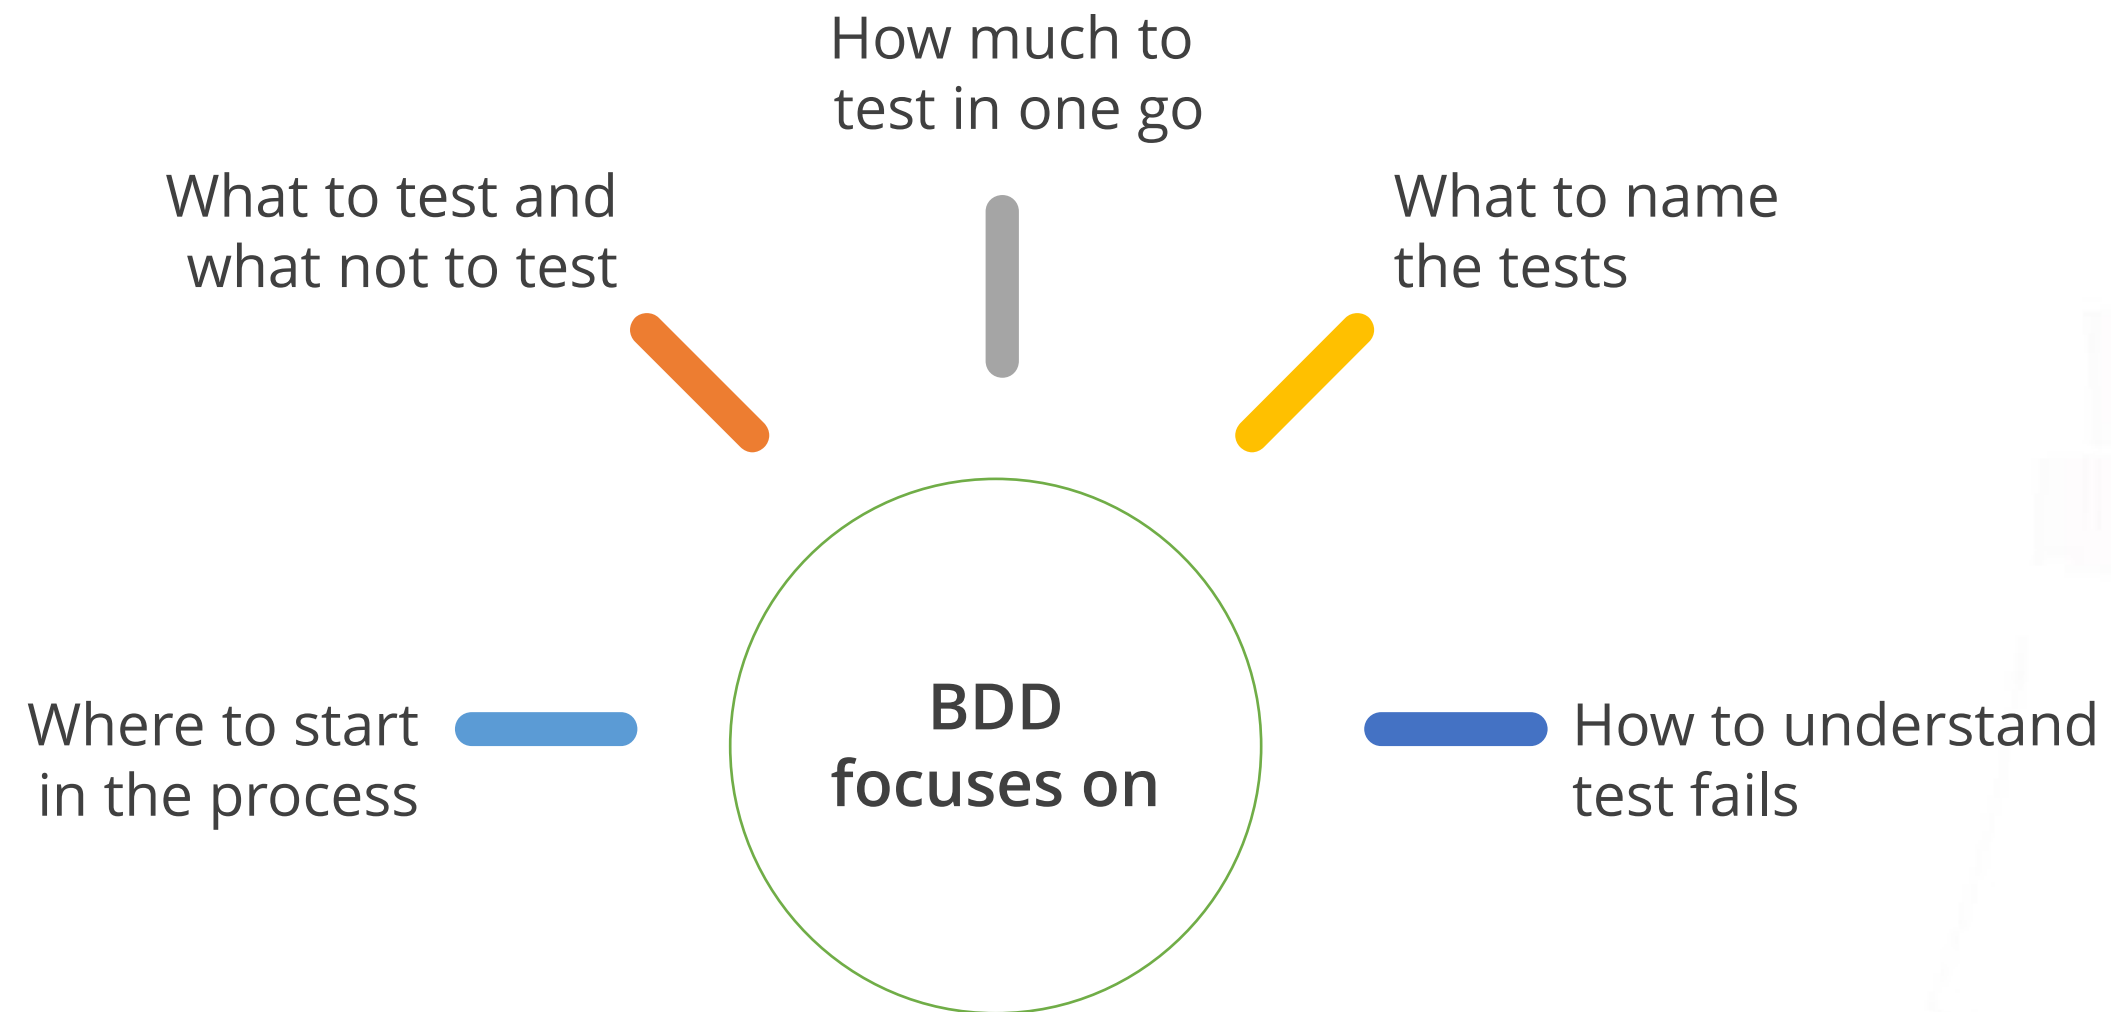 How much to
test in one go
What to test and
what not to test
What to name
the tests
Where to start
in the process
BDD
focuses on
How to understand
test fails